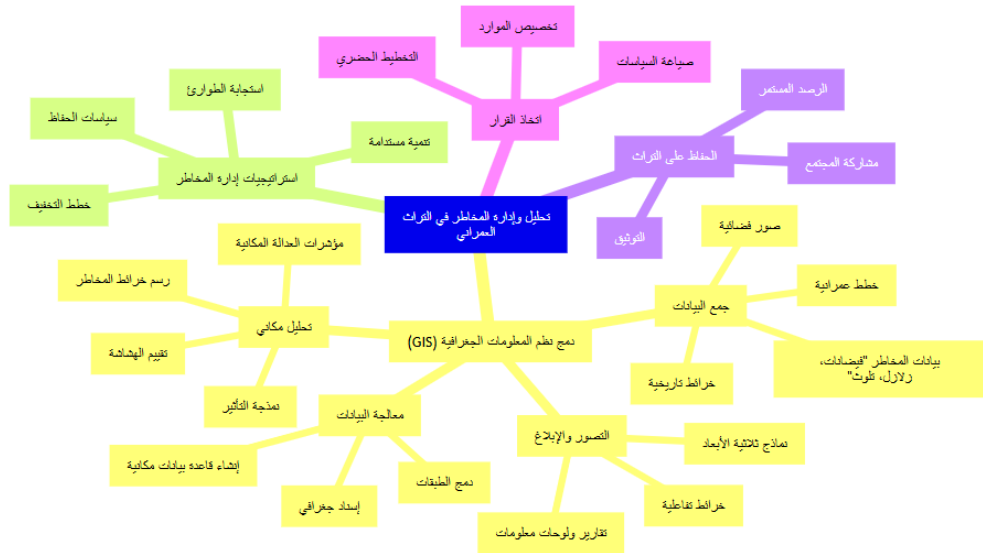 تخصيص الموارد
التخطيط الحضري
صياغة السياسات
اتخاذ القرار
استجابة الطوارئ
سياسات الحفاظ
تنمية مستدامة
استراتيجيات إدارة المخاطر
خطط التخفيف
الرصد المستمر
الحفاظ على التراث
مشاركة المجتمع
التوثيق
تحليل وإدارة المخاطر في التراث
العمراني
مؤشرات العدالة المكانية
رسم خرائط المخاطر
تحليل مكاني
تقييم الهشاشة
نمذجة التأثير
دمج نظم المعلومات الجغرافية (GIS)
صور فضائية
خطط عمرانية
جمع البيانات
بيانات المخاطر "فيضانات،
زلازل، تلوث"
خرائط تاريخية
معالجة البيانات
إنشاء قاعدة بيانات مكانية
إسناد جغرافي
دمج الطبقات
التصور والإبلاغ
نماذج ثلاثية الأبعاد
خرائط تفاعلية
تقارير ولوحات معلومات